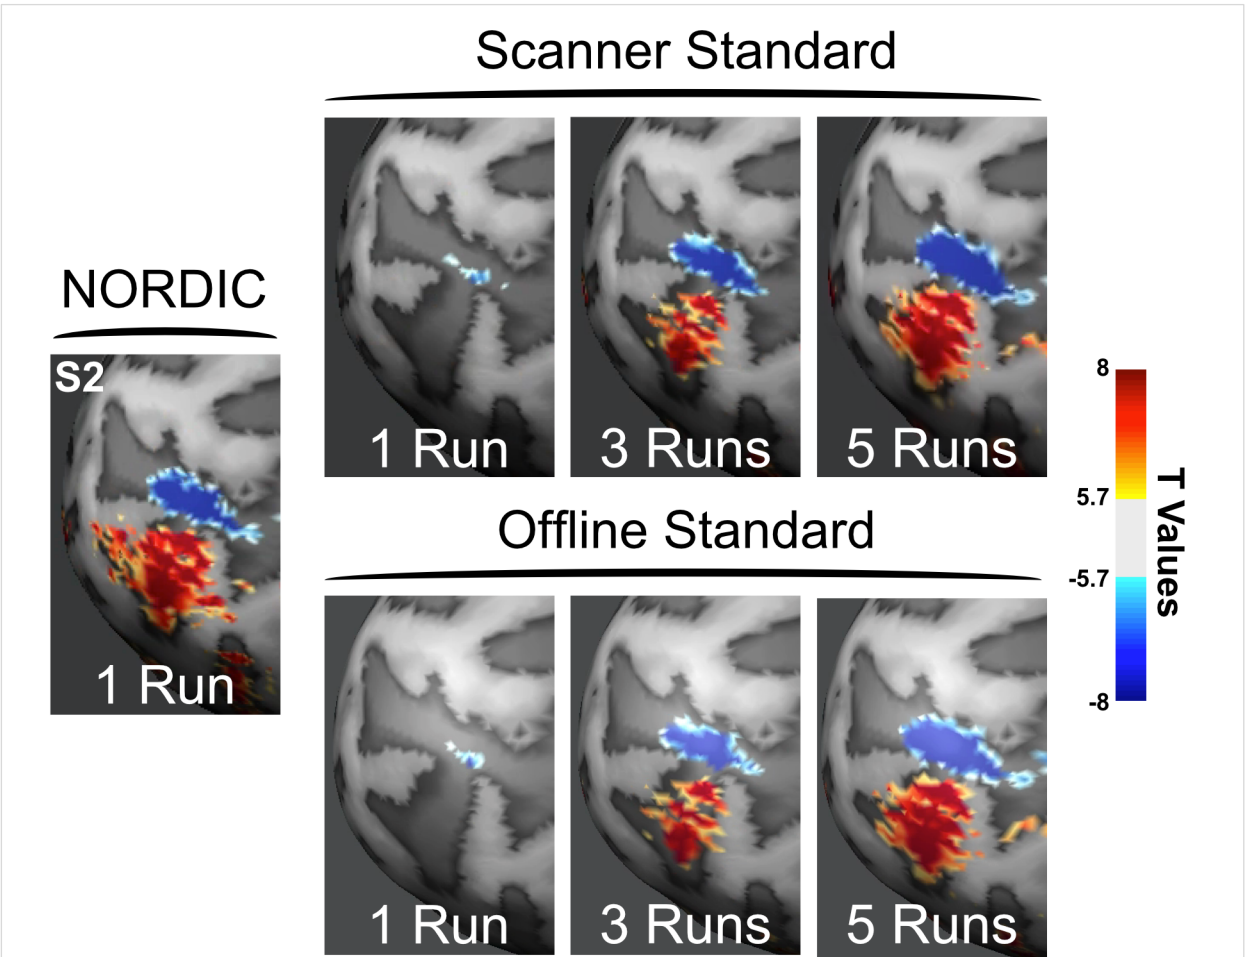 Scanner Standard
NORDIC
S2
1 Run
1 Run
3 Runs
5 Runs
Offline Standard
1 Run
3 Runs
5 Runs
8
5.7
-5.7
-8
T Values